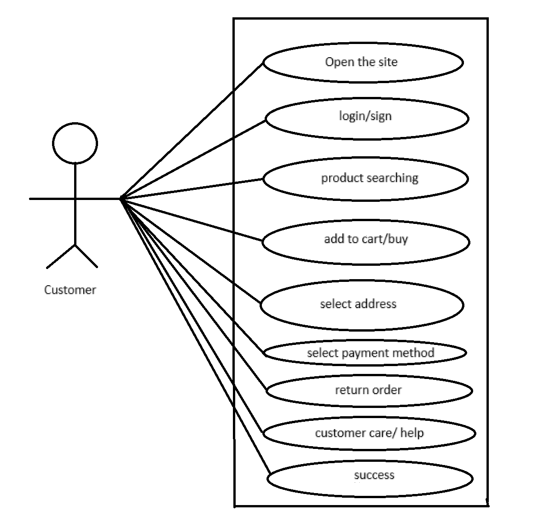 Open the site
login/sign
product searching
add to cart/buy
select address
Customer
select payment method
return order
customer care/ help
success